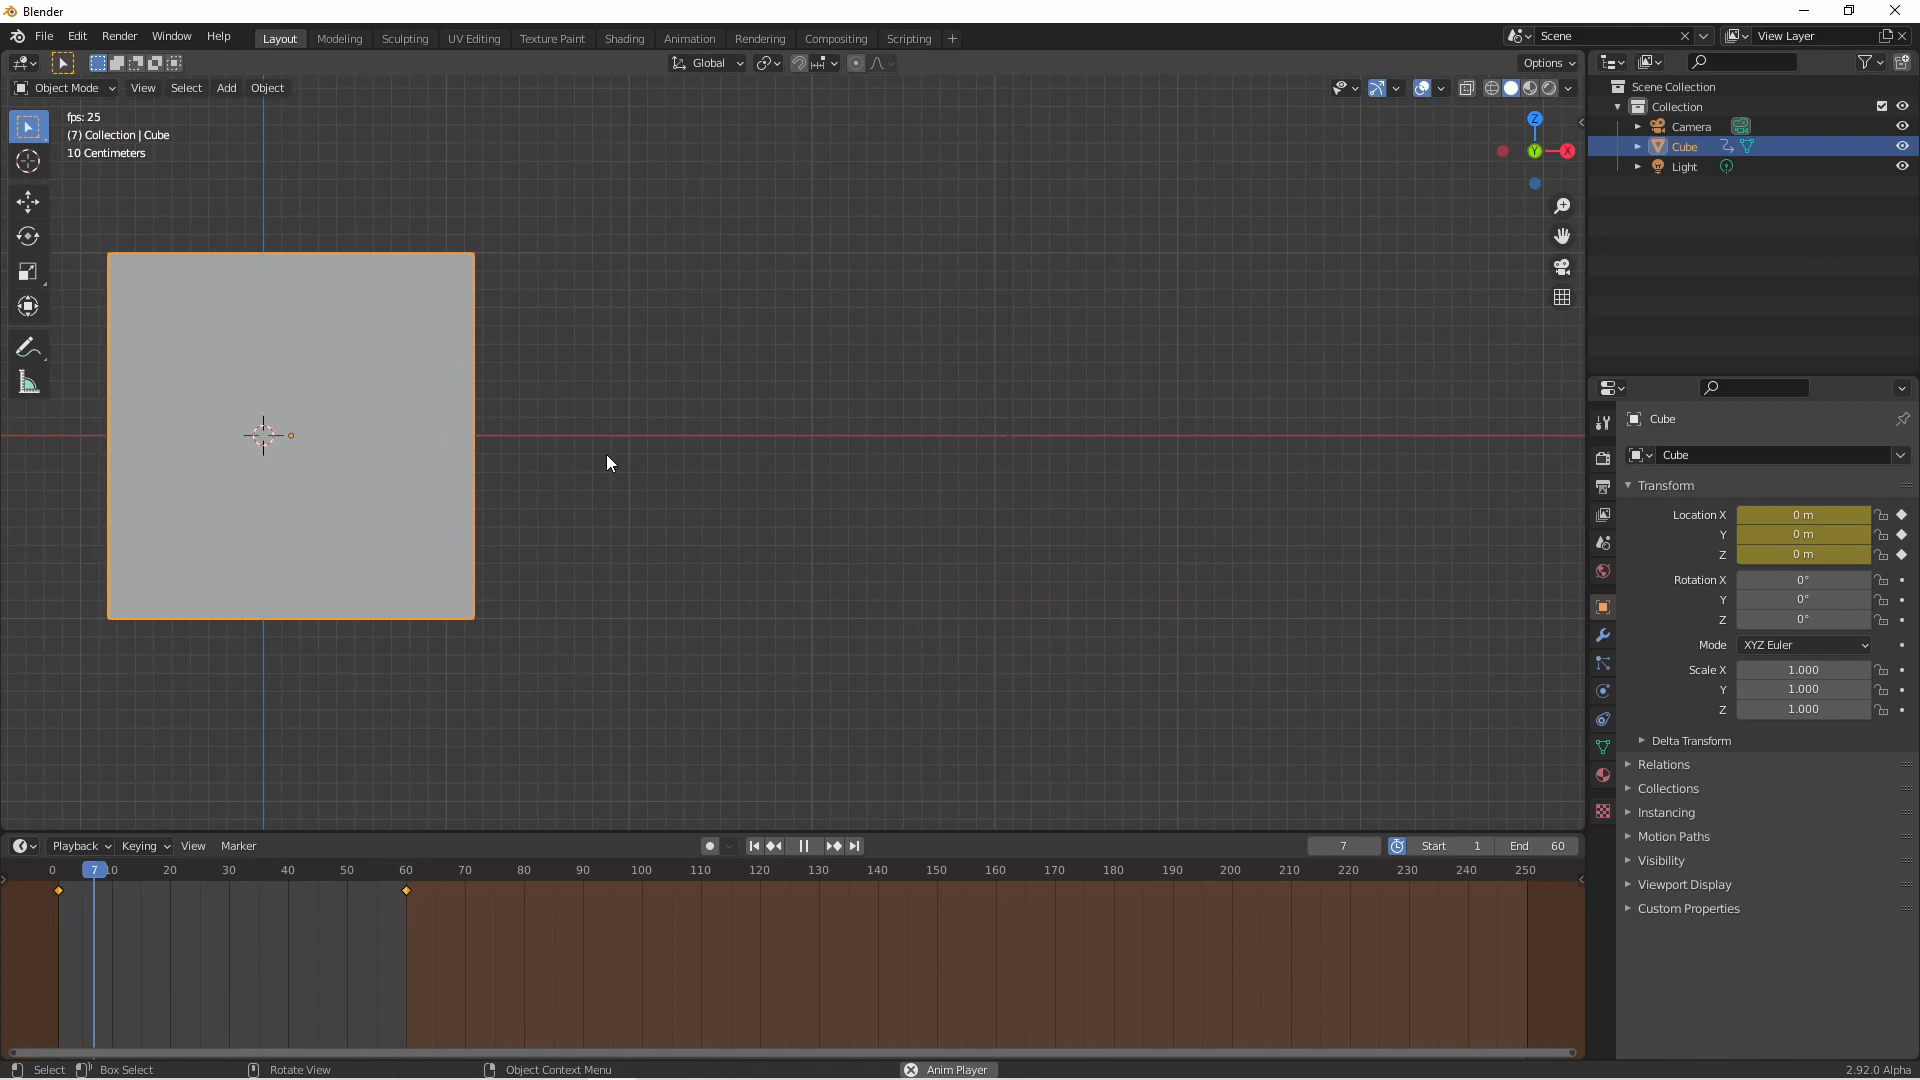 Blender
File Edit Render Window Help Layout Modeling Sculpting UV Editing Texture Paint Shading Animation Rendering Compositing Scripting + Scene View Layer
Global Options
Object Mode View Select Add Object
fps: 25
(7) Collection | Cube
10 Centimeters
Z
Y X
Scene Collection
Collection
Camera
Cube
Light
Cube
Cube
Transform
Location X 0 m
Y 0 m
Z 0 m
Rotation X 0°
Y 0°
Z 0°
Mode XYZ Euler
Scale X 1.000
Y 1.000
Z 1.000
Delta Transform
Relations
Collections
Instancing
Motion Paths
Visibility
Viewport Display
Custom Properties
Playback Keying View Marker 7 Start 1 End 60
0 7 10 20 30 40 50 60 70 80 90 100 110 120 130 140 150 160 170 180 190 200 210 220 230 240 250
Select Box Select Rotate View Object Context Menu Anim Player 2.92.0 Alpha